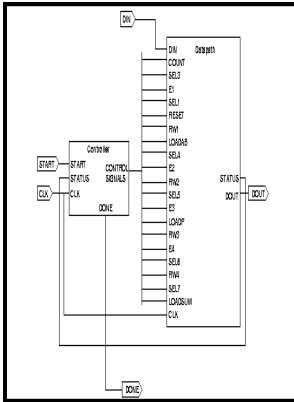 DIN
DIN
Datapath
COUNT
SEL3
E1
SEL1
RESET
RW1
LOADAB
SEL4
E2
RW2
SEL5
E3
LOADP
RW3
E4
SEL6
RW4
SEL7
LOADSUM
CLK
STATUS
DOUT
DOUT
Controller
START
START
STATUS
CLK
CLK
CONTROL
SIGNALS
DONE
DONE